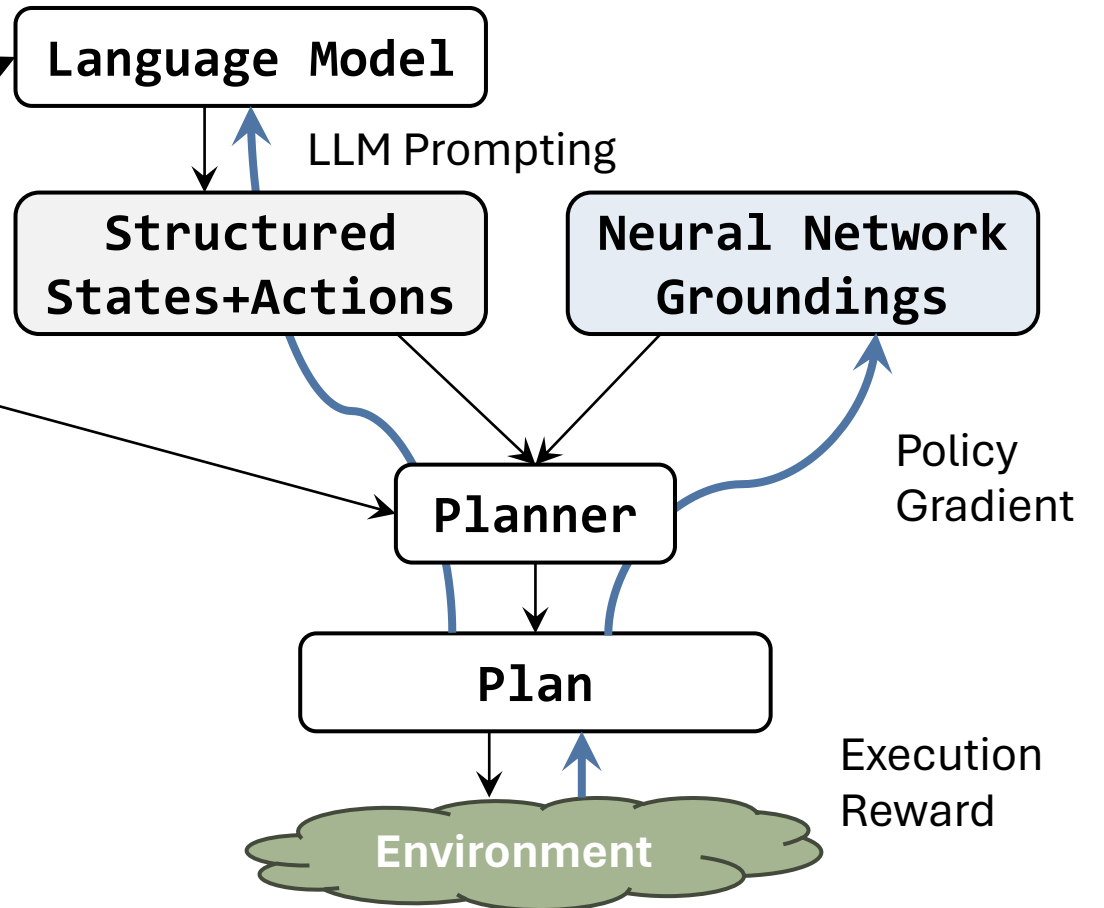 Language Model
LLM Prompting
Structured
States+Actions
Neural Network
Groundings
Policy
Gradient
Planner
Plan
Execution
Reward
Environment